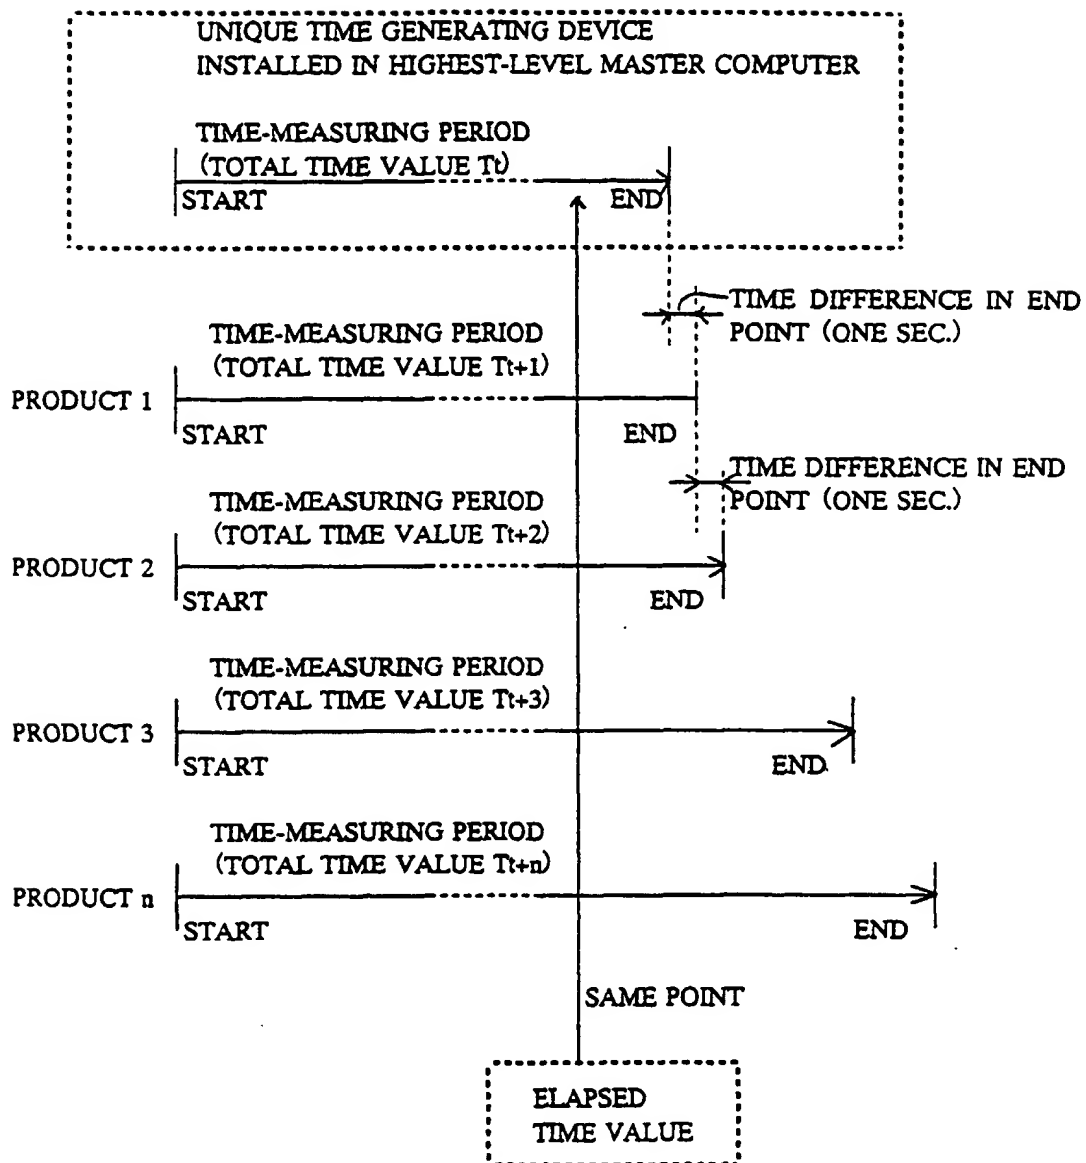 UNIQUE TIME GENERATING DEVICE
INSTALLED IN HIGHEST-LEVEL MASTER COMPUTER
TIME-MEASURING PERIOD
(TOTAL TIME VALUE Tt)
START
END
TIME DIFFERENCE IN END
POINT (ONE SEC.)
TIME-MEASURING PERIOD
(TOTAL TIME VALUE Tt+1)
PRODUCT 1
START
END
TIME DIFFERENCE IN END
POINT (ONE SEC.)
TIME-MEASURING PERIOD
(TOTAL TIME VALUE Tt+2)
PRODUCT 2
START
END
TIME-MEASURING PERIOD
(TOTAL TIME VALUE Tt+3)
PRODUCT 3
START
END
TIME-MEASURING PERIOD
(TOTAL TIME VALUE Tt+n)
PRODUCT n
START
END
SAME POINT
ELAPSED
TIME VALUE